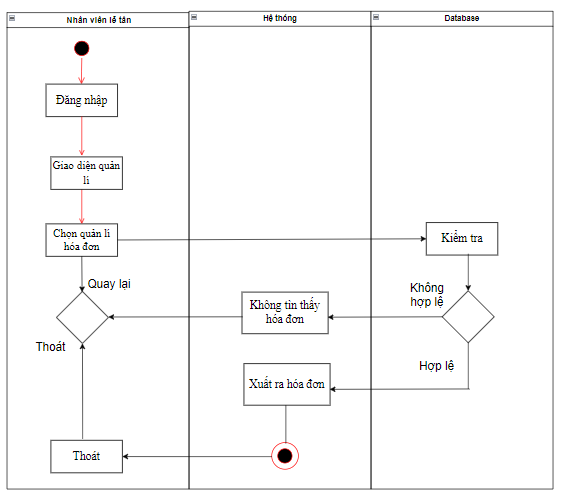 Nhân viên lễ tân
Hệ thống
Database
Đăng nhập
Giao diện quản
lí
Chọn quản lí
hóa đơn
Kiểm tra
Quay lại
Không
hợp lệ
Không tin thấy
hóa đơn
Thoát
Hợp lệ
Xuất ra hóa đơn
Thoát